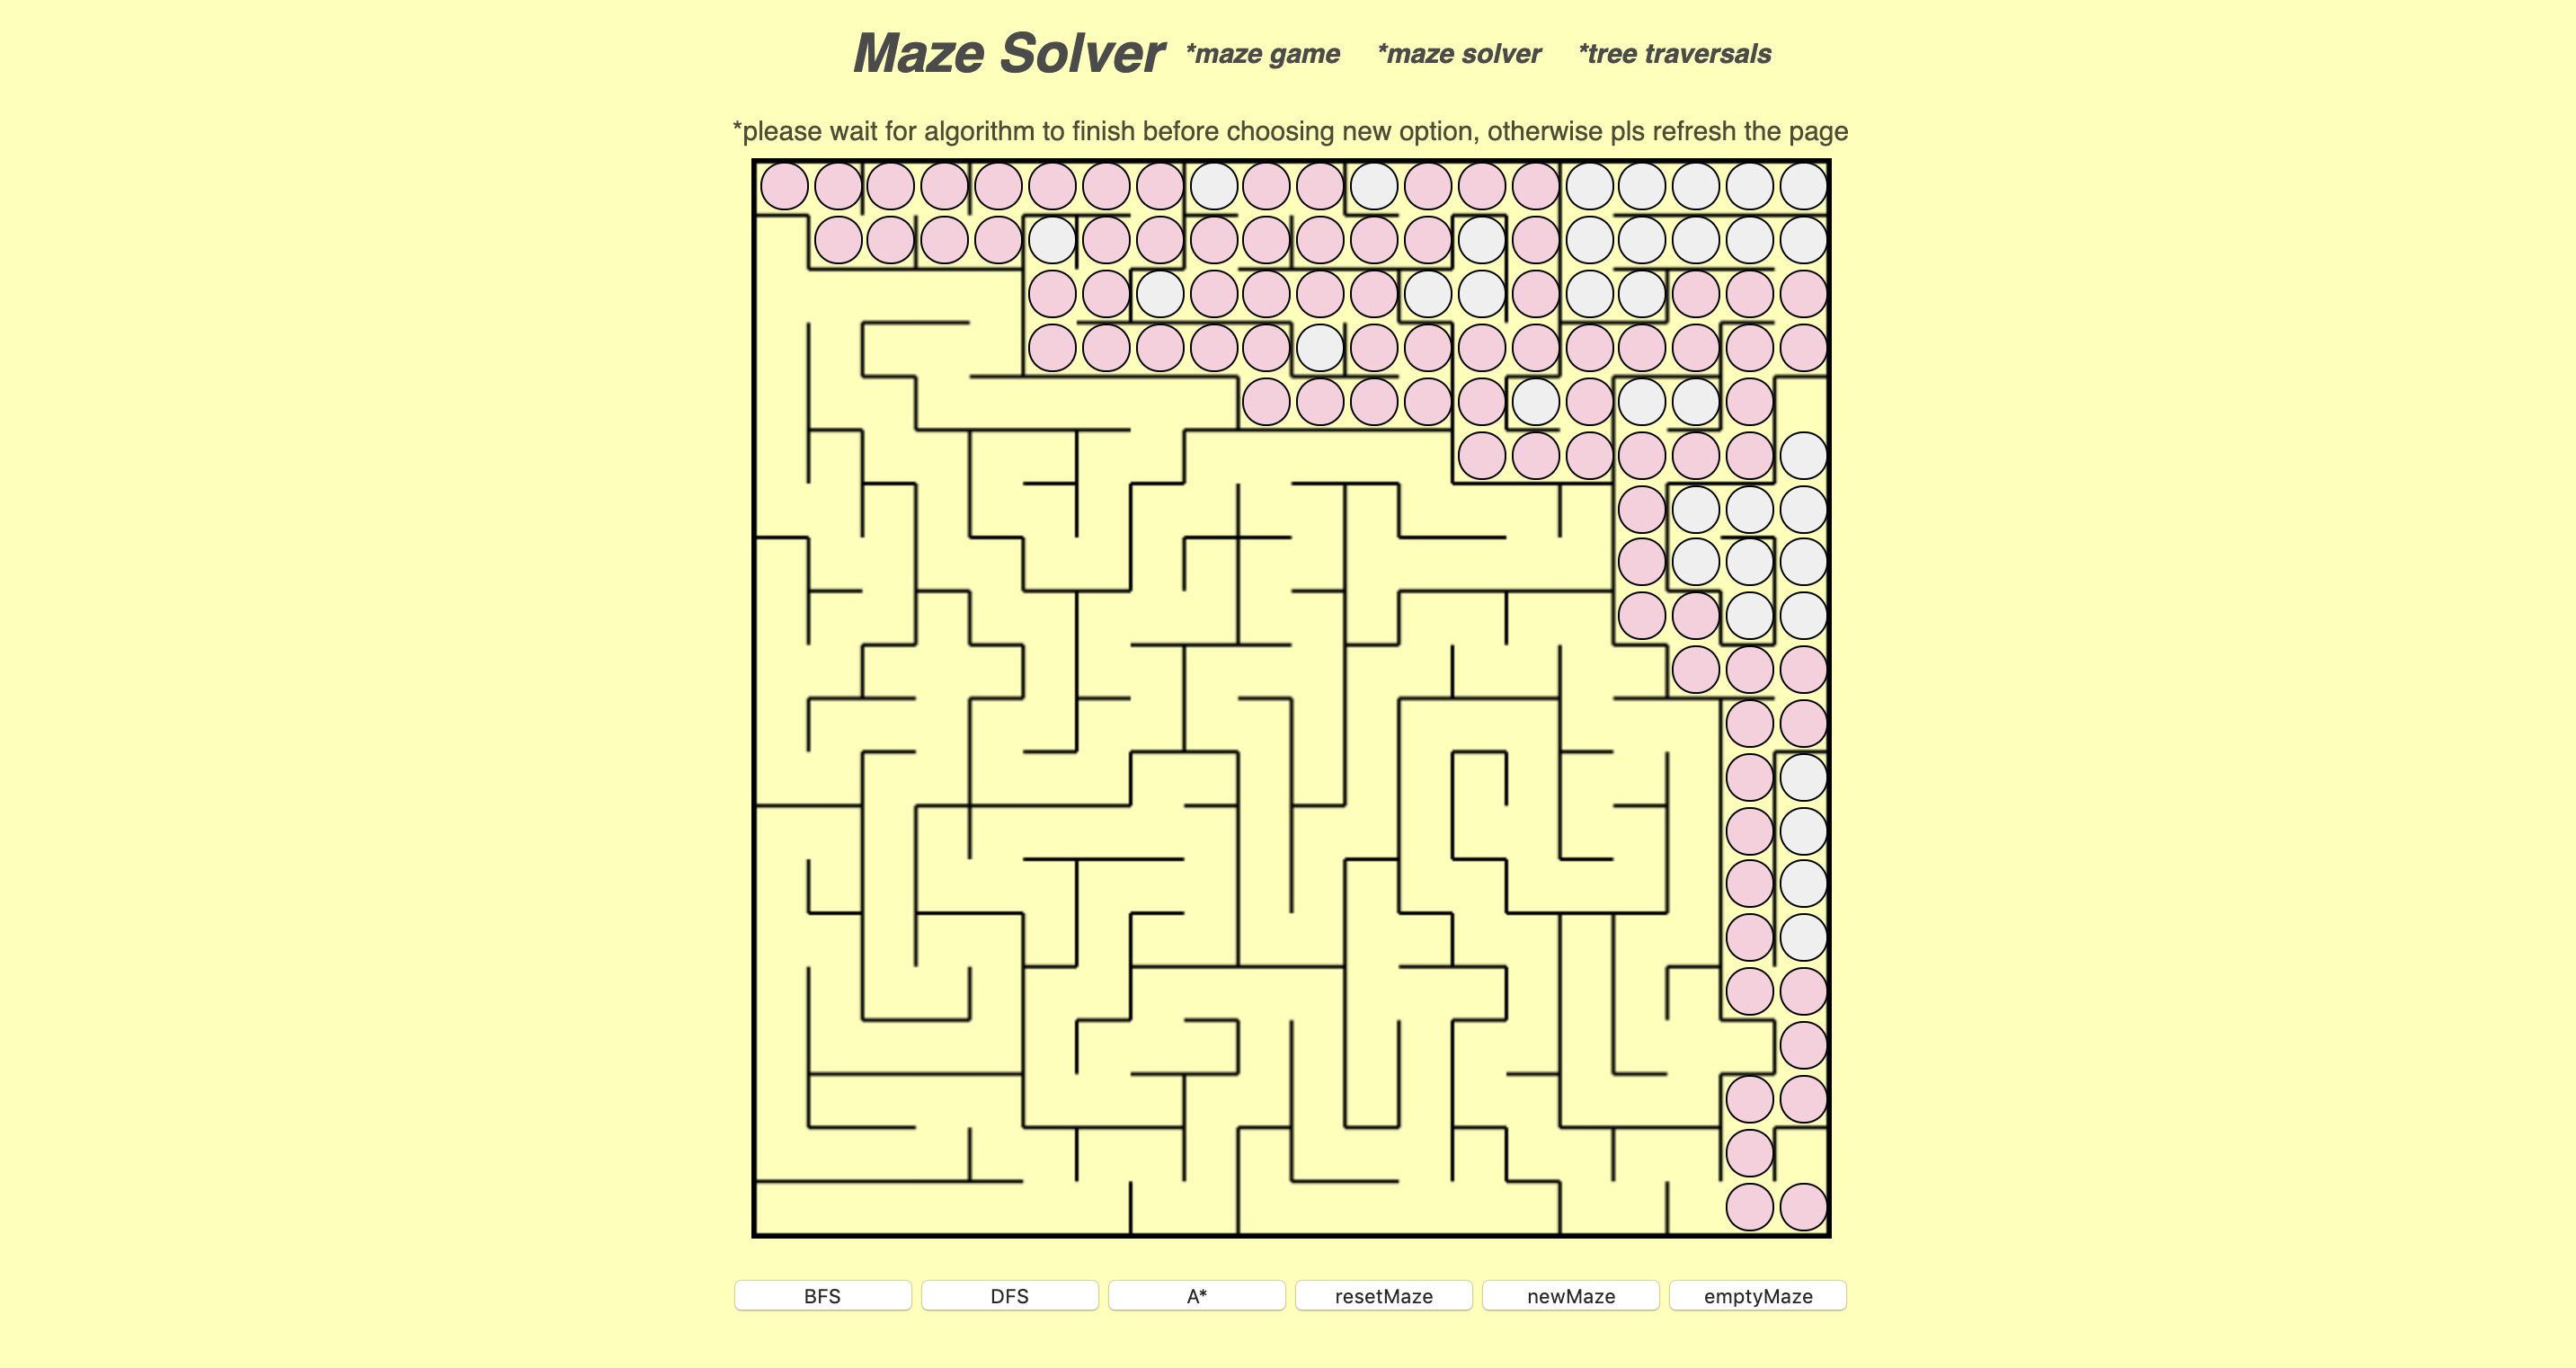 Maze Solver *maze game *maze solver *tree traversals
*please wait for algorithm to finish before choosing new option, otherwise pls refresh the page
BFS DFS A* resetMaze newMaze emptyMaze